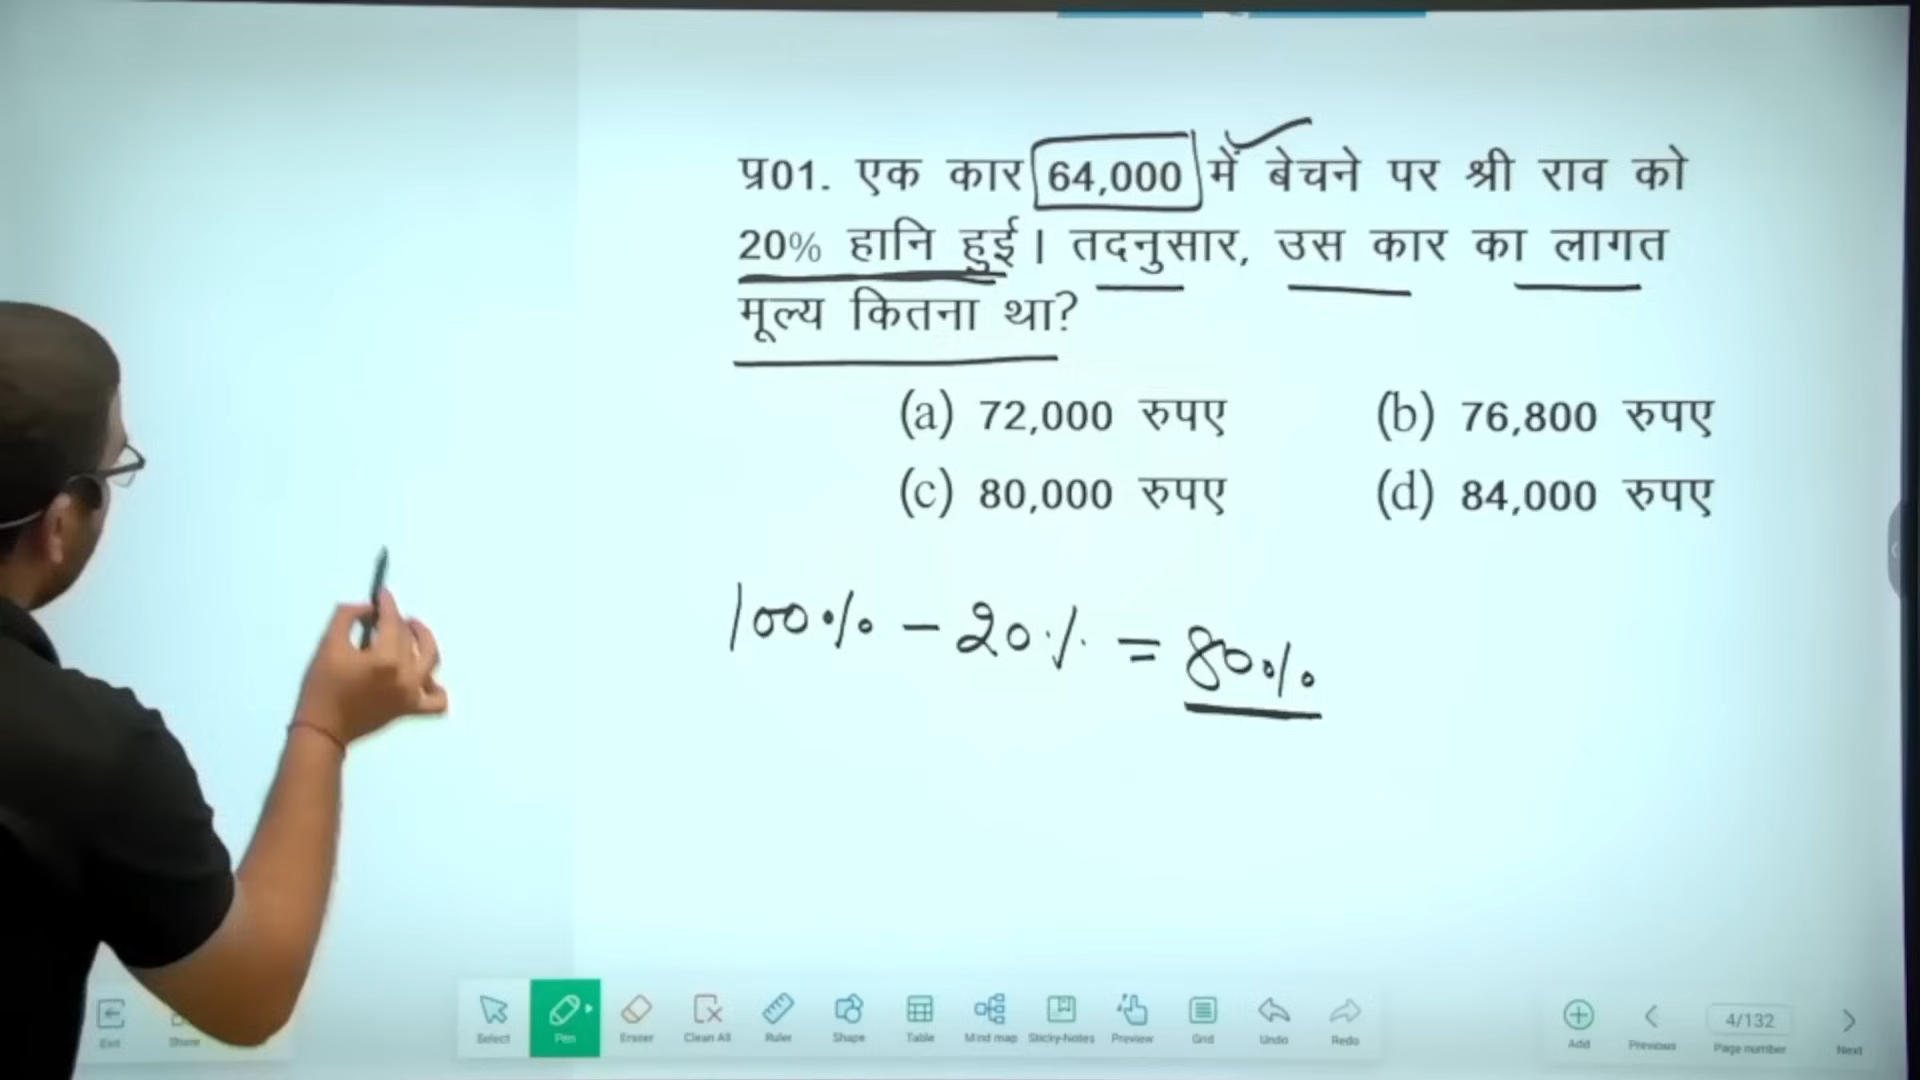 प्र01. एक कार 64,000 में बेचने पर श्री राव को
20% हानि हुई। तदनुसार, उस कार का लागत
मूल्य कितना था?
(a) 72,000 रुपए (b) 76,800 रुपए
(c) 80,000 रुपए (d) 84,000 रुपए
100% - 20% = 80%
Exit Share Select Pen Eraser Clean All Ruler Shape Table Mind map Sticky-Notes Preview Grid Undo Redo Add Previous 4/132 Page number Next